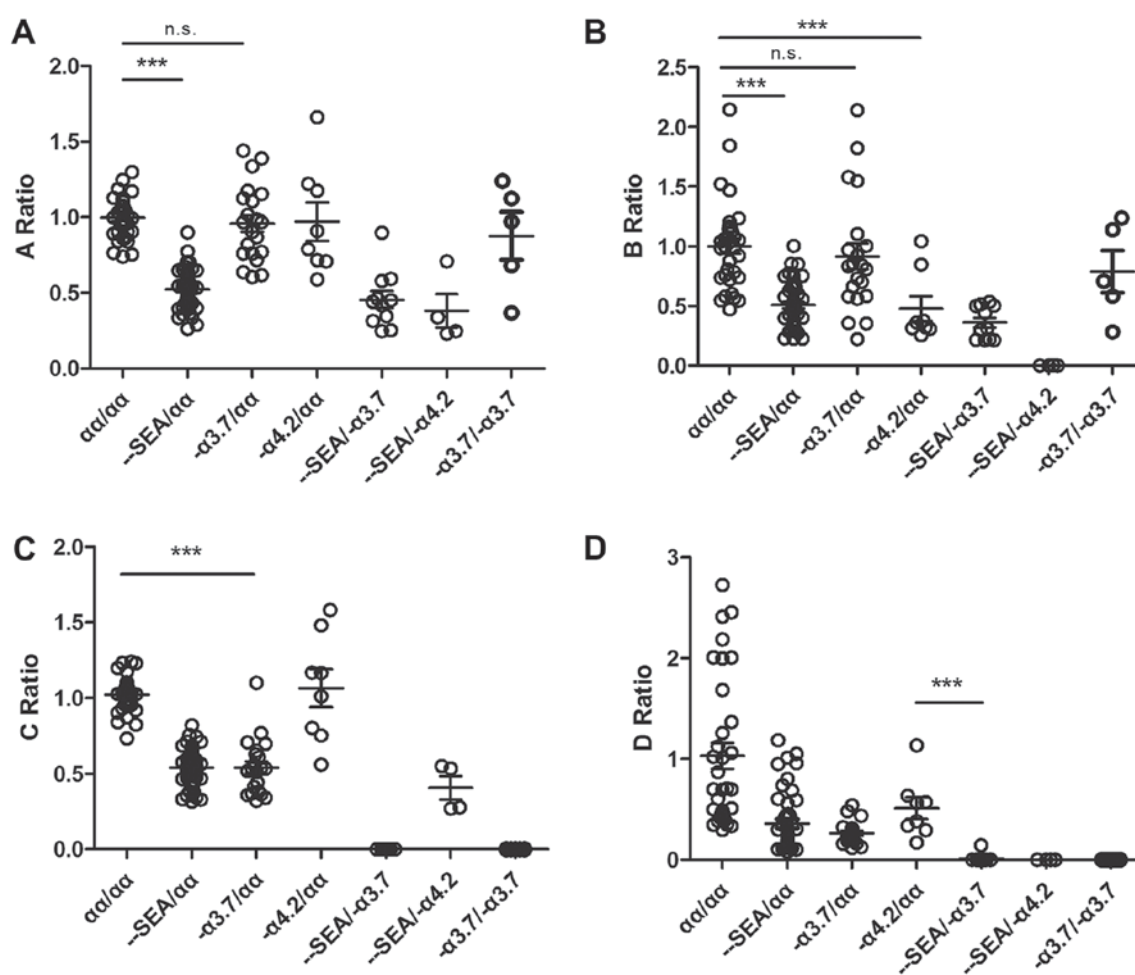 A
n.s.
***
2.0
1.5
1.0
0.5
0.0
A Ratio
αα/αα
--SEA/αα
-α3.7/αα
-α4.2/αα
--SEA/-α3.7
--SEA/-α4.2
-α3.7/-α3.7
B
***
n.s.
***
2.5
2.0
1.5
1.0
0.5
0.0
B Ratio
αα/αα
--SEA/αα
-α3.7/αα
-α4.2/αα
--SEA/-α3.7
--SEA/-α4.2
-α3.7/-α3.7
C
***
2.0
1.5
1.0
0.5
0.0
C Ratio
αα/αα
--SEA/αα
-α3.7/αα
-α4.2/αα
--SEA/-α3.7
--SEA/-α4.2
-α3.7/-α3.7
D
***
3
2
1
0
D Ratio
αα/αα
--SEA/αα
-α3.7/αα
-α4.2/αα
--SEA/-α3.7
--SEA/-α4.2
-α3.7/-α3.7